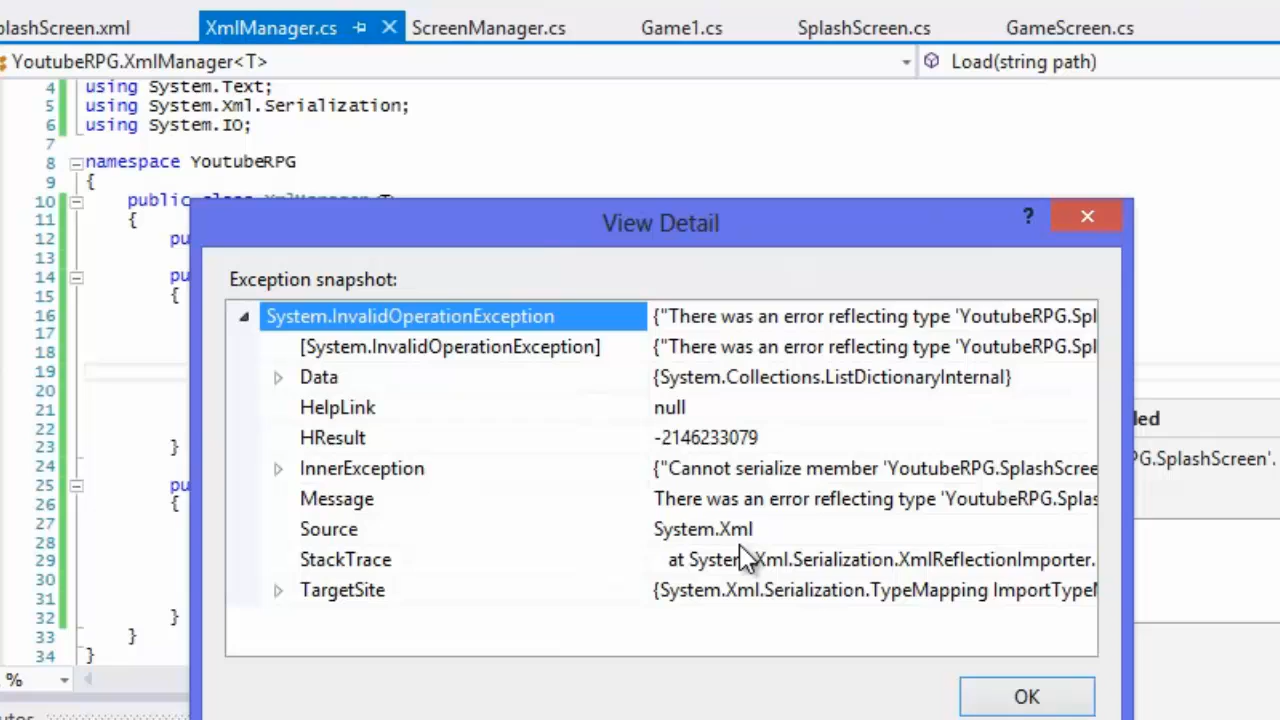 plashScreen.xml XmlManager.cs ScreenManager.cs Game1.cs SplashScreen.cs GameScreen.cs
YoutubeRPG.XmlManager<T> Load(string path)
4 using System.Text;
5 using System.Xml.Serialization;
6 using System.IO;
7
8 namespace YoutubeRPG
9 {
10 public class XmlManager<T>
11 {
12 pu
13
14 pu
15 {
16
17
18
19
20
21
22
23 }
24
25 pu
26 {
27
28
29
30
31
32 }
33 }
34 }
View Detail
?
Exception snapshot:
System.InvalidOperationException {"There was an error reflecting type 'YoutubeRPG.Spl
[System.InvalidOperationException] {"There was an error reflecting type 'YoutubeRPG.Spl
Data {System.Collections.ListDictionaryInternal}
HelpLink null
HResult -2146233079
InnerException {"Cannot serialize member 'YoutubeRPG.SplashScree
Message There was an error reflecting type 'YoutubeRPG.Splas
Source System.Xml
StackTrace at System.Xml.Serialization.XmlReflectionImporter.
TargetSite {System.Xml.Serialization.TypeMapping ImportTypeM
OK
led
PG.SplashScreen'.
%